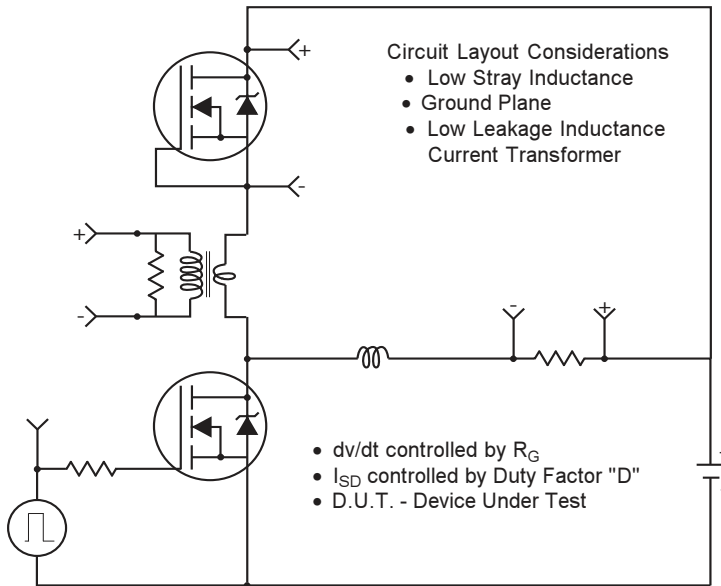 +
Circuit Layout Considerations
• Low Stray Inductance
• Ground Plane
• Low Leakage Inductance
Current Transformer
-
+
-
-
+
• dv/dt controlled by R_G
• I_SD controlled by Duty Factor "D"
• D.U.T. - Device Under Test
+
-